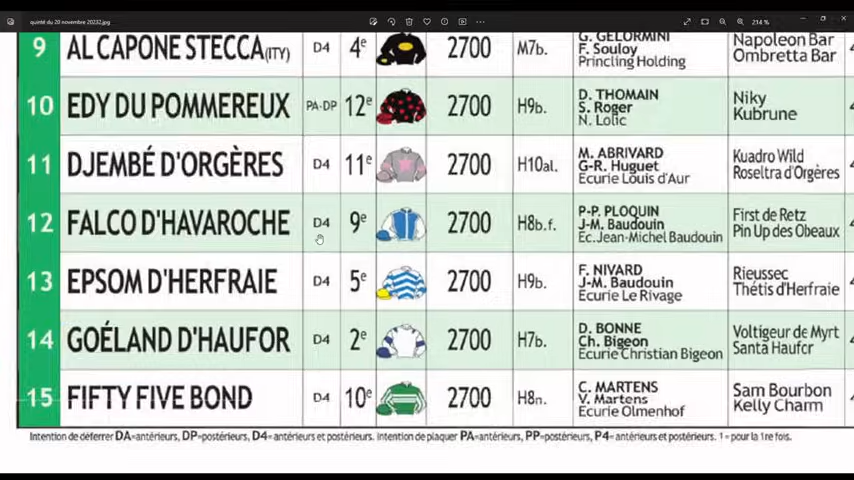 quinté du 20 novembre 20232.jpg
214 %
9 AL CAPONE STECCA(ITY) D4 4e 2700 M7b. G. GELORMINI F. Souloy Princling Holding Napoleon Bar Ombretta Bar
10 EDY DU POMMEREUX PA-DP 12e 2700 H9b. D. THOMAIN S. Roger N. Lolic Niky Kubrune
11 DJEMBÉ D'ORGÈRES D4 11e 2700 H10al. M. ABRIVARD G-R. Huguet Ecurie Louis d'Aur Kuadro Wild Roseltra d'Orgères
12 FALCO D'HAVAROCHE D4 9e 2700 H8b.f. P-P. PLOQUIN J-M. Baudouin Ec.Jean-Michel Baudouin First de Retz Pin Up des Obeaux
13 EPSOM D'HERFRAIE D4 5e 2700 H9b. F. NIVARD J-M. Baudouin Ecurie Le Rivage Rieussec Thétis d'Herfraie
14 GOÉLAND D'HAUFOR D4 2e 2700 H7b. D. BONNE Ch. Bigeon Ecurie Christian Bigeon Voltigeur de Myrt Santa Haufor
15 FIFTY FIVE BOND D4 10e 2700 H8n. C. MARTENS V. Martens Ecurie Olmenhof Sam Bourbon Kelly Charm
Intention de déferrer DA=antérieurs, DP=postérieurs, D4= antérieurs et postérieurs. Intention de plaquer PA=antérieurs, PP=postérieurs, P4= antérieurs et postérieurs. 1 = pour la 1re fois.